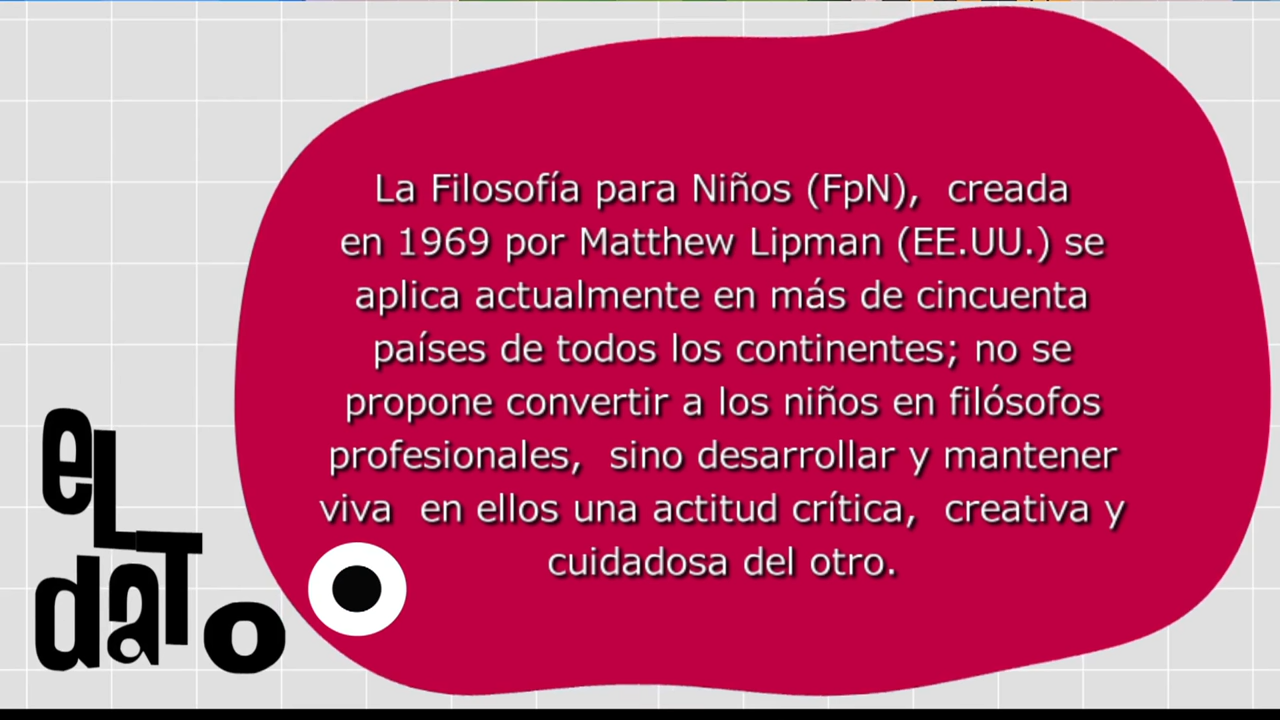 La Filosofía para Niños (FpN), creada
en 1969 por Matthew Lipman (EE.UU.) se
aplica actualmente en más de cincuenta
países de todos los continentes; no se
propone convertir a los niños en filósofos
profesionales, sino desarrollar y mantener
viva en ellos una actitud crítica, creativa y
cuidadosa del otro.
eL
daTo